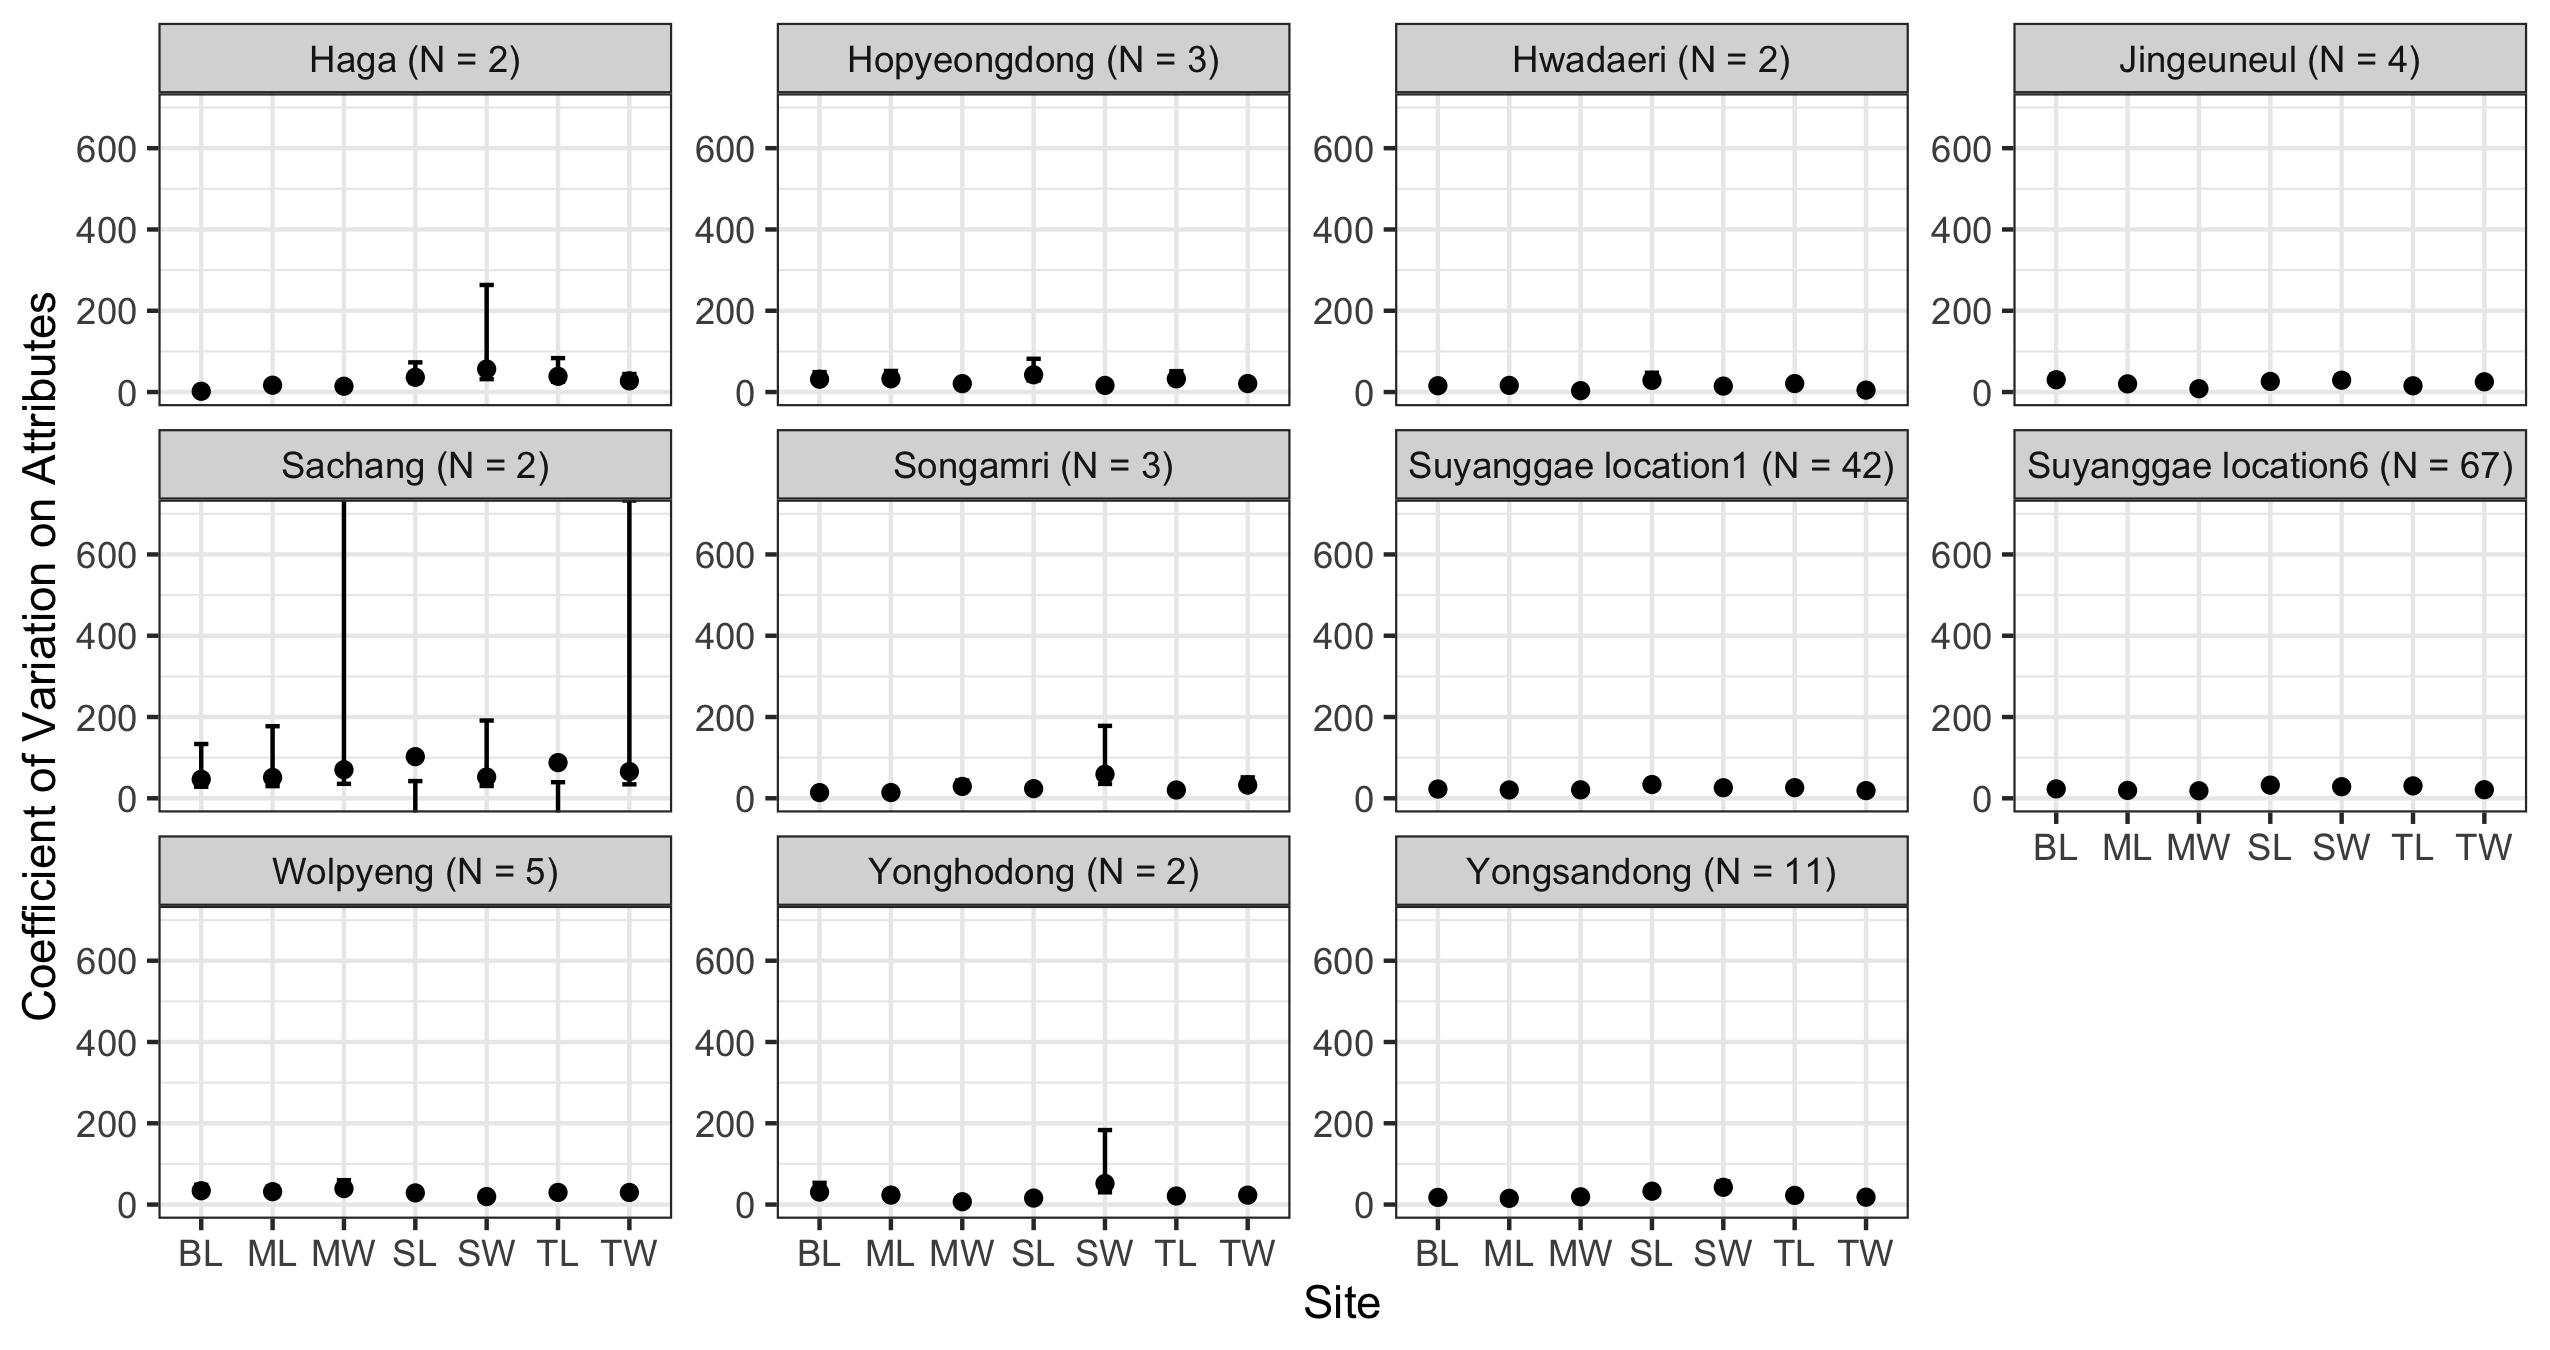 Haga (N = 2)
Hopyeongdong (N = 3)
Hwadaeri (N = 2)
Jingeuneul (N = 4)
600
400
200
0
600
400
200
0
600
400
200
0
600
400
200
0
Sachang (N = 2)
Songamri (N = 3)
Suyanggae location1 (N = 42)
Suyanggae location6 (N = 67)
600
400
200
0
600
400
200
0
600
400
200
0
600
400
200
0
BL ML MW SL SW TL TW
Wolpyeng (N = 5)
Yonghodong (N = 2)
Yongsandong (N = 11)
600
400
200
0
600
400
200
0
600
400
200
0
BL ML MW SL SW TL TW
BL ML MW SL SW TL TW
BL ML MW SL SW TL TW
Coefficient of Variation on Attributes
Site